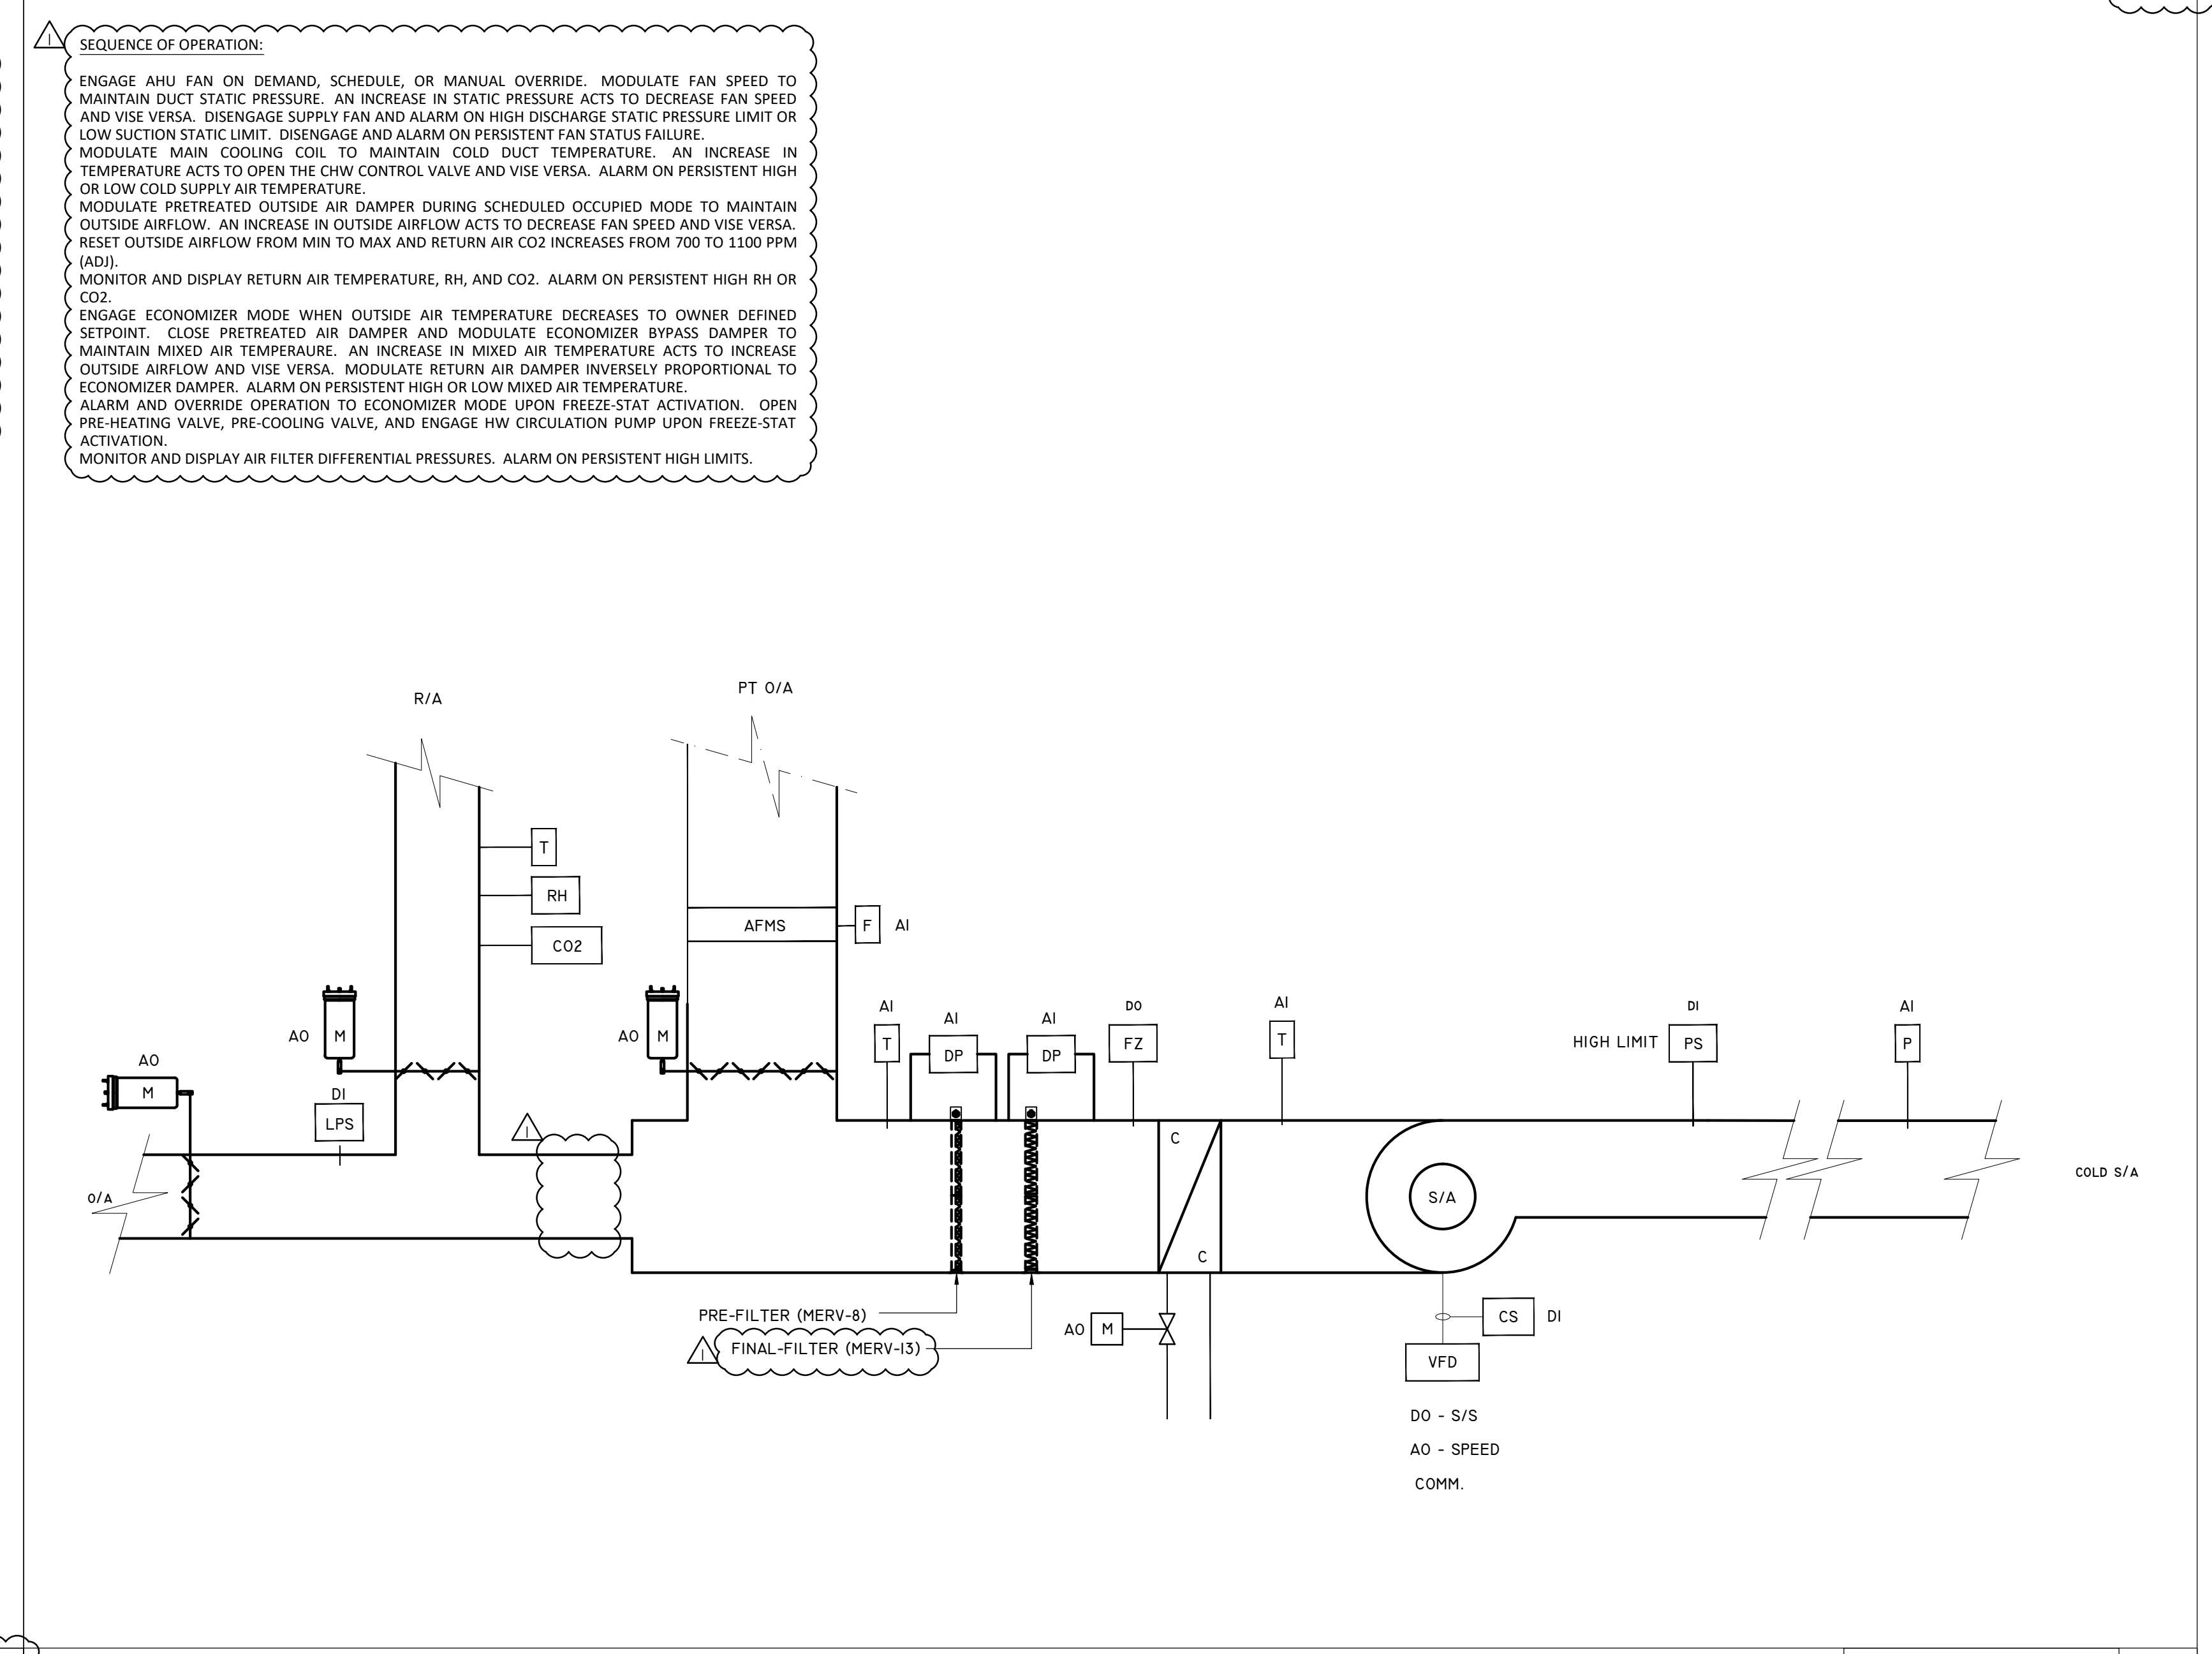 SEQUENCE OF OPERATION:
ENGAGE AHU FAN ON DEMAND, SCHEDULE, OR MANUAL OVERRIDE. MODULATE FAN SPEED TO
MAINTAIN DUCT STATIC PRESSURE. AN INCREASE IN STATIC PRESSURE ACTS TO DECREASE FAN SPEED
AND VISE VERSA. DISENGAGE SUPPLY FAN AND ALARM ON HIGH DISCHARGE STATIC PRESSURE LIMIT OR
LOW SUCTION STATIC LIMIT. DISENGAGE AND ALARM ON PERSISTENT FAN STATUS FAILURE.
MODULATE MAIN COOLING COIL TO MAINTAIN COLD DUCT TEMPERATURE. AN INCREASE IN
TEMPERATURE ACTS TO OPEN THE CHW CONTROL VALVE AND VISE VERSA. ALARM ON PERSISTENT HIGH
OR LOW COLD SUPPLY AIR TEMPERATURE.
MODULATE PRETREATED OUTSIDE AIR DAMPER DURING SCHEDULED OCCUPIED MODE TO MAINTAIN
OUTSIDE AIRFLOW. AN INCREASE IN OUTSIDE AIRFLOW ACTS TO DECREASE FAN SPEED AND VISE VERSA.
RESET OUTSIDE AIRFLOW FROM MIN TO MAX AND RETURN AIR CO2 INCREASES FROM 700 TO 1100 PPM
(ADJ).
MONITOR AND DISPLAY RETURN AIR TEMPERATURE, RH, AND CO2. ALARM ON PERSISTENT HIGH RH OR
CO2.
ENGAGE ECONOMIZER MODE WHEN OUTSIDE AIR TEMPERATURE DECREASES TO OWNER DEFINED
SETPOINT. CLOSE PRETREATED AIR DAMPER AND MODULATE ECONOMIZER BYPASS DAMPER TO
MAINTAIN MIXED AIR TEMPERAURE. AN INCREASE IN MIXED AIR TEMPERATURE ACTS TO INCREASE
OUTSIDE AIRFLOW AND VISE VERSA. MODULATE RETURN AIR DAMPER INVERSELY PROPORTIONAL TO
ECONOMIZER DAMPER. ALARM ON PERSISTENT HIGH OR LOW MIXED AIR TEMPERATURE.
ALARM AND OVERRIDE OPERATION TO ECONOMIZER MODE UPON FREEZE-STAT ACTIVATION. OPEN
PRE-HEATING VALVE, PRE-COOLING VALVE, AND ENGAGE HW CIRCULATION PUMP UPON FREEZE-STAT
ACTIVATION.
MONITOR AND DISPLAY AIR FILTER DIFFERENTIAL PRESSURES. ALARM ON PERSISTENT HIGH LIMITS.
1
R/A
PT O/A
T
RH
CO2
AFMS
F AI
AO M
AO M
AO
M
DI
LPS
O/A
1
AI
T
AI
DP
AI
DP
DO
FZ
AI
T
DI
HIGH LIMIT PS
AI
P
C
C
S/A
COLD S/A
PRE-FILTER (MERV-8)
1
FINAL-FILTER (MERV-13)
AO M
CS DI
VFD
DO - S/S
AO - SPEED
COMM.